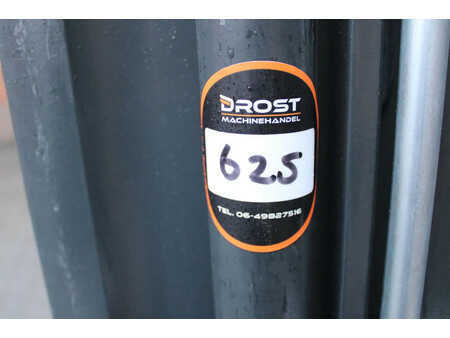 DROST
MACHINEHANDEL
62.5
TEL. 06-49827516